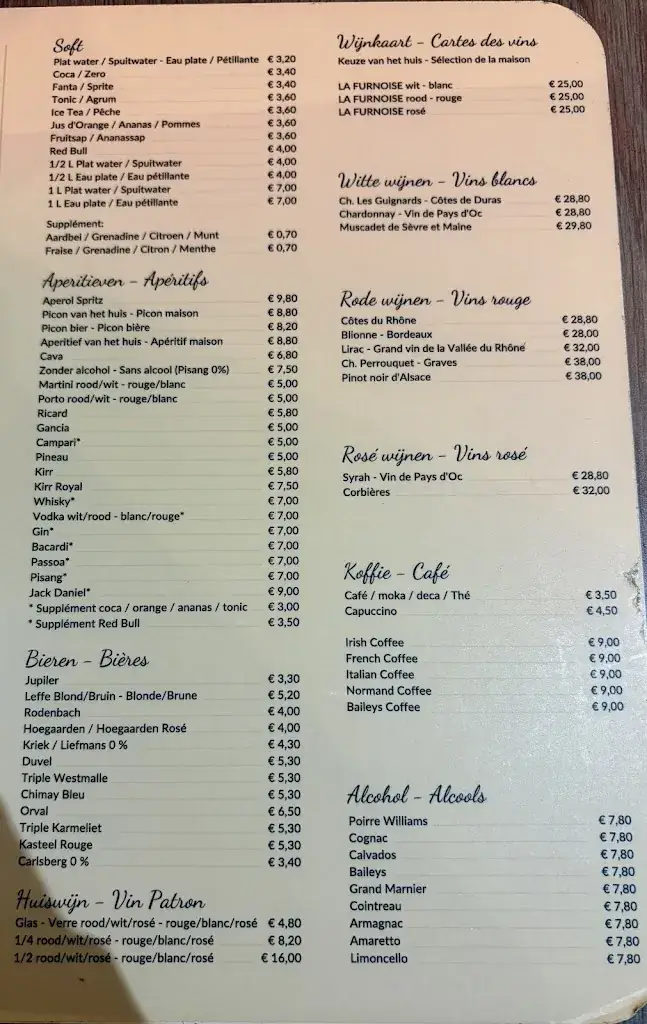 Soft
Plat water / Spuitwater - Eau plate / Pétillante € 3,20
Coca / Zero € 3,40
Fanta / Sprite € 3,40
Tonic / Agrum € 3,60
Ice Tea / Pêche € 3,60
Jus d'Orange / Ananas / Pommes € 3,60
Fruitsap / Ananassap € 3,60
Red Bull € 4,00
1/2 L Plat water / Spuitwater € 4,00
1/2 L Eau plate / Eau pétillante € 4,00
1 L Plat water / Spuitwater € 7,00
1 L Eau plate / Eau pétillante € 7,00
Supplément:
Aardbei / Grenadine / Citroen / Munt € 0,70
Fraise / Grenadine / Citron / Menthe € 0,70
Aperitieven - Apéritifs
Aperol Spritz € 9,80
Picon van het huis - Picon maison € 8,80
Picon bier - Picon bière € 8,20
Aperitief van het huis - Apéritif maison € 8,80
Cava € 6,80
Zonder alcohol - Sans alcool (Pisang 0%) € 7,50
Martini rood/wit - rouge/blanc € 5,00
Porto rood/wit - rouge/blanc € 5,00
Ricard € 5,80
Gancia € 5,00
Campari* € 5,00
Pineau € 5,00
Kirr € 5,80
Kirr Royal € 7,50
Whisky* € 7,00
Vodka wit/rood - blanc/rouge* € 7,00
Gin* € 7,00
Bacardi* € 7,00
Passoa* € 7,00
Pisang* € 7,00
Jack Daniel* € 9,00
* Supplément coca / orange / ananas / tonic € 3,00
* Supplément Red Bull € 3,50
Bieren - Bières
Jupiler € 3,30
Leffe Blond/Bruin - Blonde/Brune € 5,20
Rodenbach € 4,00
Hoegaarden / Hoegaarden Rosé € 4,00
Kriek / Liefmans 0 % € 4,30
Duvel € 5,30
Triple Westmalle € 5,30
Chimay Bleu € 5,30
Orval € 6,50
Triple Karmeliet € 5,30
Kasteel Rouge € 5,30
Carlsberg 0 % € 3,40
Huiswijn - Vin Patron
Glas - Verre rood/wit/rosé - rouge/blanc/rosé € 4,80
1/4 rood/wit/rosé - rouge/blanc/rosé € 8,20
1/2 rood/wit/rosé - rouge/blanc/rosé € 16,00
Wijnkaart - Cartes des vins
Keuze van het huis - Sélection de la maison
LA FURNOISE wit - blanc € 25,00
LA FURNOISE rood - rouge € 25,00
LA FURNOISE rosé € 25,00
Witte wijnen - Vins blancs
Ch. Les Guignards - Côtes de Duras € 28,80
Chardonnay - Vin de Pays d'Oc € 28,80
Muscadet de Sèvre et Maine € 29,80
Rode wijnen - Vins rouge
Côtes du Rhône € 28,80
Blionne - Bordeaux € 28,00
Lirac - Grand vin de la Vallée du Rhône € 32,00
Ch. Perrouquet - Graves € 38,00
Pinot noir d'Alsace € 38,00
Rosé wijnen - Vins rosé
Syrah - Vin de Pays d'Oc € 28,80
Corbières € 32,00
Koffie - Café
Café / moka / deca / Thé € 3,50
Capuccino € 4,50
Irish Coffee € 9,00
French Coffee € 9,00
Italian Coffee € 9,00
Normand Coffee € 9,00
Baileys Coffee € 9,00
Alcohol - Alcools
Poirre Williams € 7,80
Cognac € 7,80
Calvados € 7,80
Baileys € 7,80
Grand Marnier € 7,80
Cointreau € 7,80
Armagnac € 7,80
Amaretto € 7,80
Limoncello € 7,80